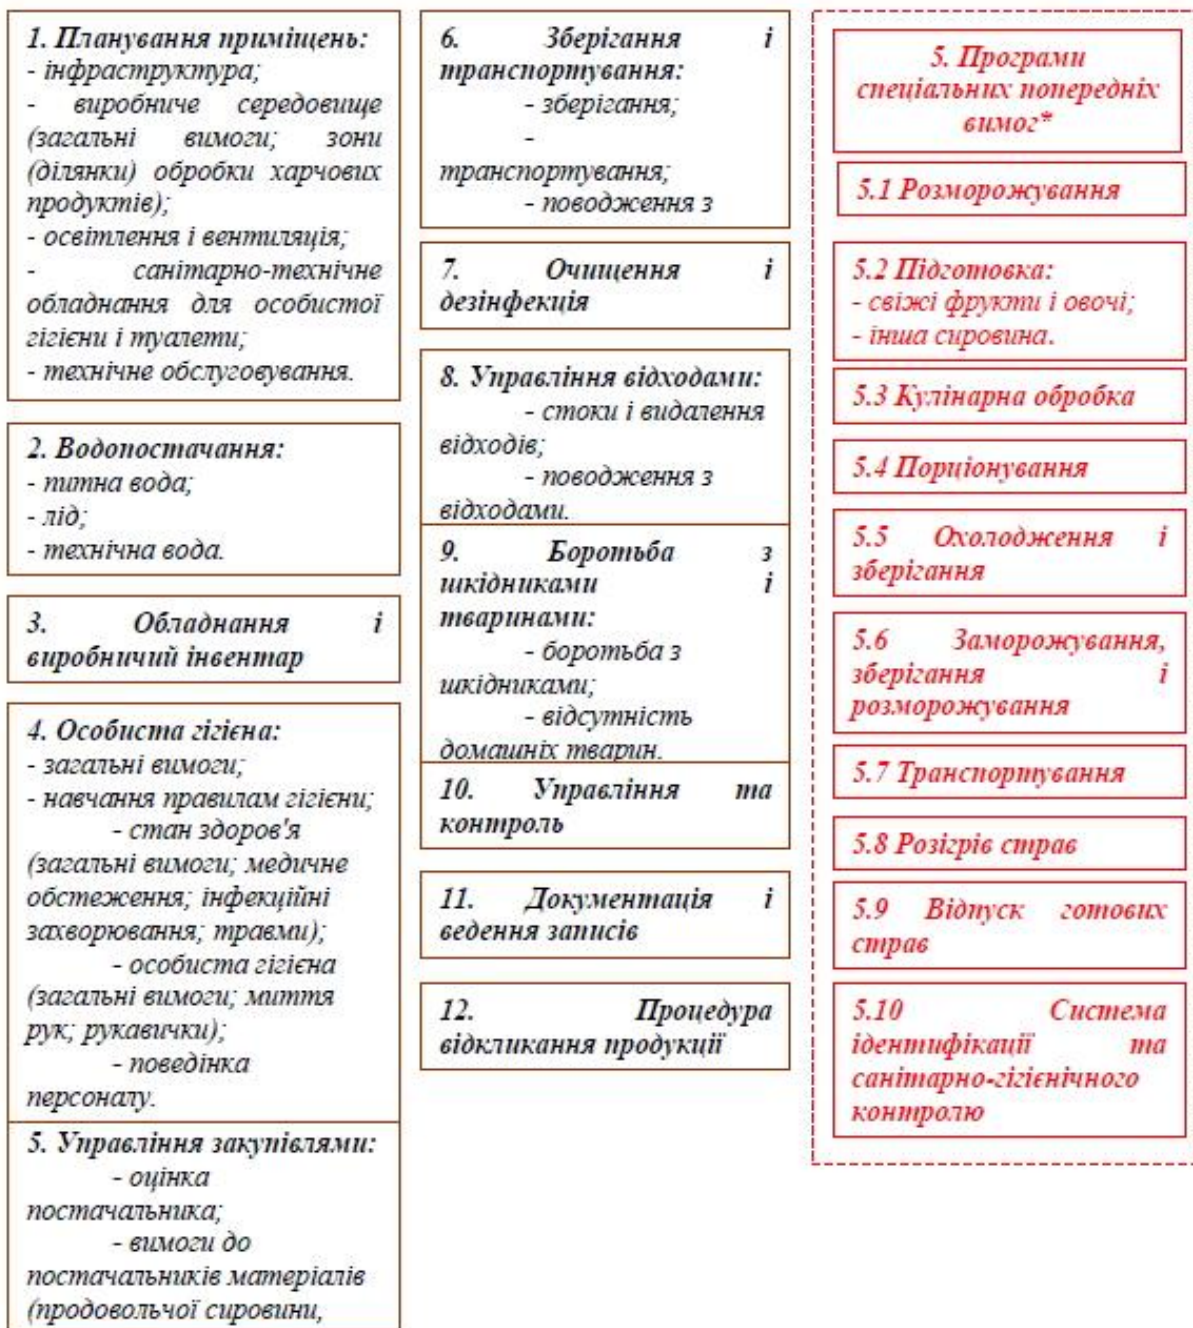 1. Планування приміщень:
- інфраструктура;
- виробниче середовище
(загальні вимоги; зони
(ділянки) обробки харчових
продуктів);
- освітлення і вентиляція;
- санітарно-технічне
обладнання для особистої
гігієни і туалети;
- технічне обслуговування.
2. Водопостачання:
- питна вода;
- лід;
- технічна вода.
3. Обладнання і
виробничий інвентар
4. Особиста гігієна:
- загальні вимоги;
- навчання правилам гігієни;
- стан здоров'я
(загальні вимоги; медичне
обстеження; інфекційні
захворювання; травми);
- особиста гігієна
(загальні вимоги; миття
рук; рукавички);
- поведінка
персоналу.
5. Управління закупівлями:
- оцінка
постачальника;
- вимоги до
постачальників матеріалів
(продовольчої сировини,
6. Зберігання і
транспортування:
- зберігання;
-
транспортування;
- поводження з
7. Очищення і
дезінфекція
8. Управління відходами:
- стоки і видалення
відходів;
- поводження з
відходами.
9. Боротьба з
шкідниками і
тваринами:
- боротьба з
шкідниками;
- відсутність
домашніх тварин.
10. Управління та
контроль
11. Документація і
ведення записів
12. Процедура
відкликання продукції
5. Програми
спеціальних попередніх
вимог*
5.1 Розморожування
5.2 Підготовка:
- свіжі фрукти і овочі;
- інша сировина.
5.3 Кулінарна обробка
5.4 Порціонування
5.5 Охолодження і
зберігання
5.6 Заморожування,
зберігання і
розморожування
5.7 Транспортування
5.8 Розігрів страв
5.9 Відпуск готових
страв
5.10 Система
ідентифікації та
санітарно-гігієнічного
контролю